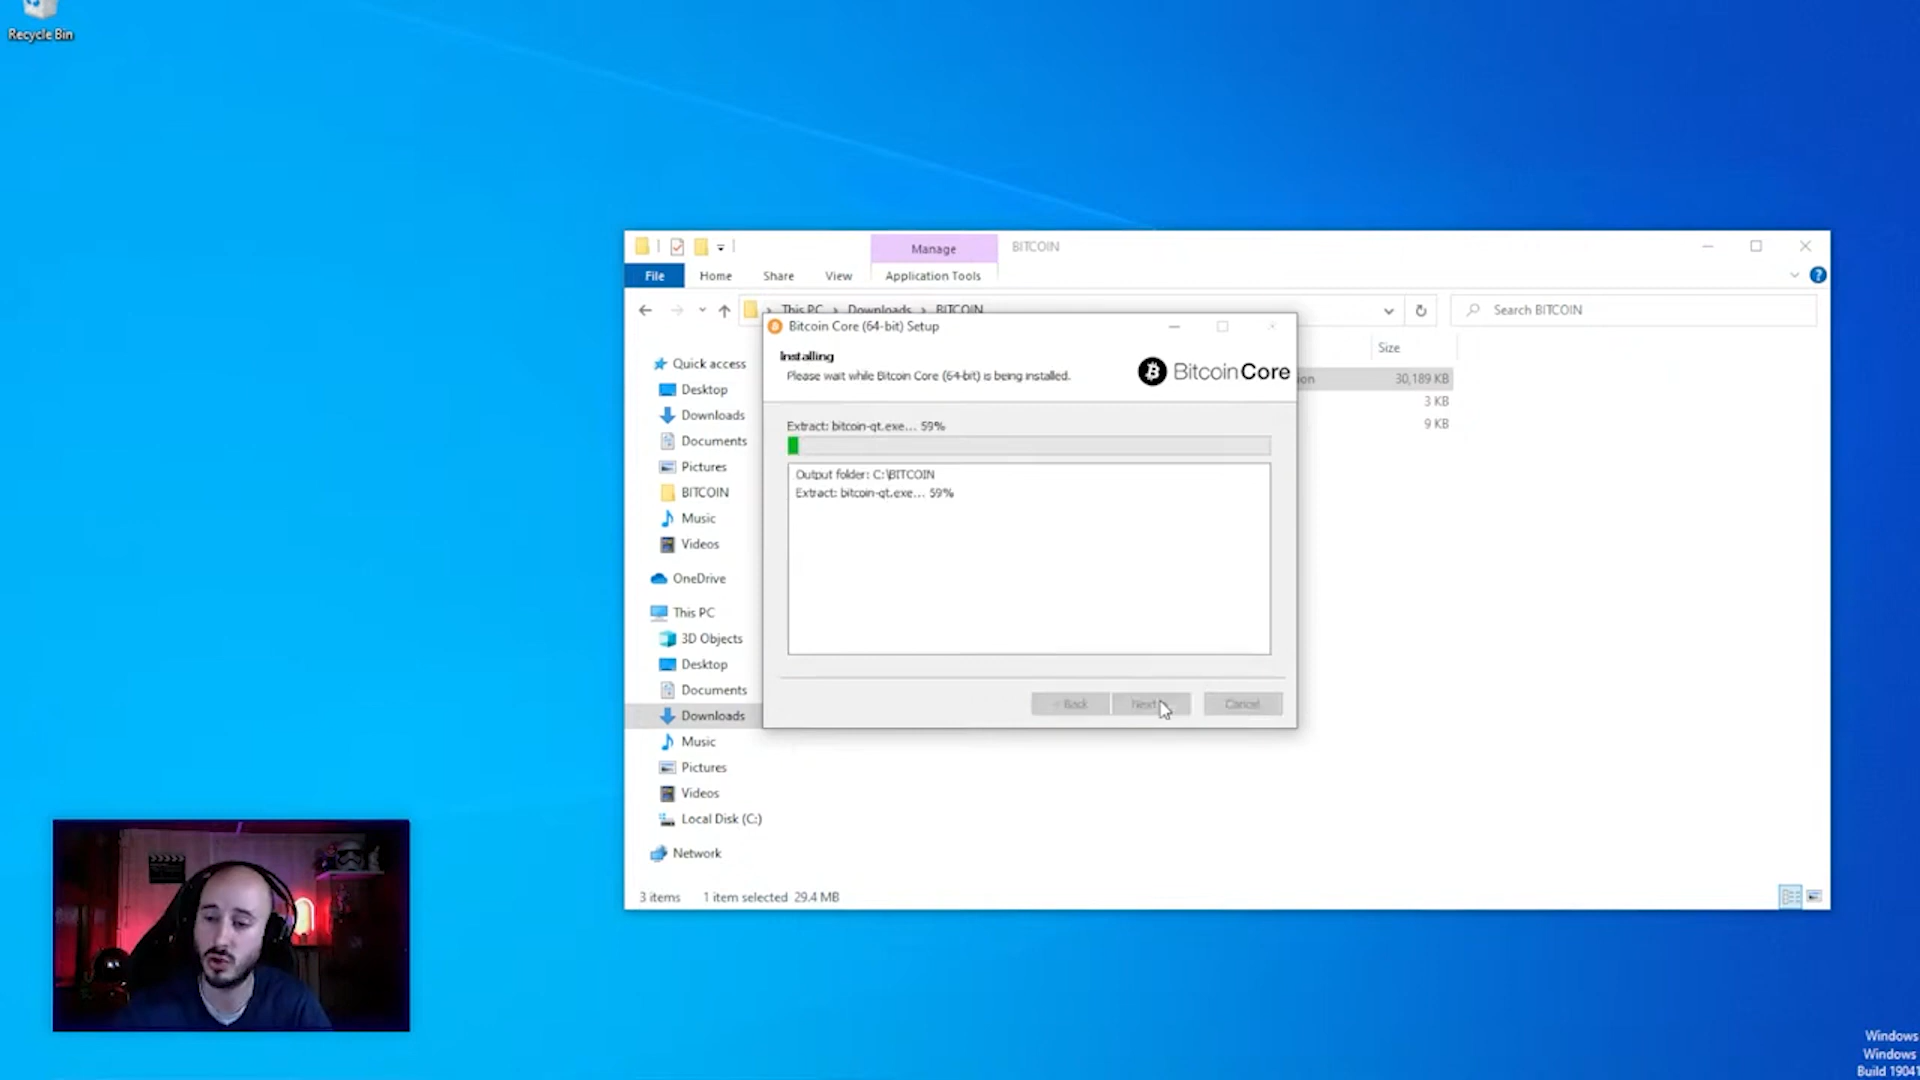 Recycle Bin
Manage
BITCOIN
File
Home
Share
View
Application Tools
This PC > Downloads > BITCOIN
Search BITCOIN
Size
30,189 KB
3 KB
9 KB
Quick access
Desktop
Downloads
Documents
Pictures
BITCOIN
Music
Videos
OneDrive
This PC
3D Objects
Desktop
Documents
Downloads
Music
Pictures
Videos
Local Disk (C:)
Network
3 items
1 item selected 29.4 MB
Bitcoin Core (64-bit) Setup
Installing
Please wait while Bitcoin Core (64-bit) is being installed.
Bitcoin Core
Extract: bitcoin-qt.exe... 59%
Output folder: C:\BITCOIN
Extract: bitcoin-qt.exe... 59%
< Back
Next
Cancel
Windows
Windows
Build 19041